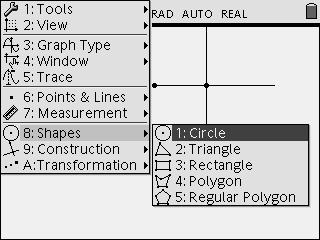 1: Tools
2: View
3: Graph Type
4: Window
5: Trace
6: Points & Lines
7: Measurement
8: Shapes
9: Construction
A: Transformation
RAD AUTO REAL
1: Circle
2: Triangle
3: Rectangle
4: Polygon
5: Regular Polygon